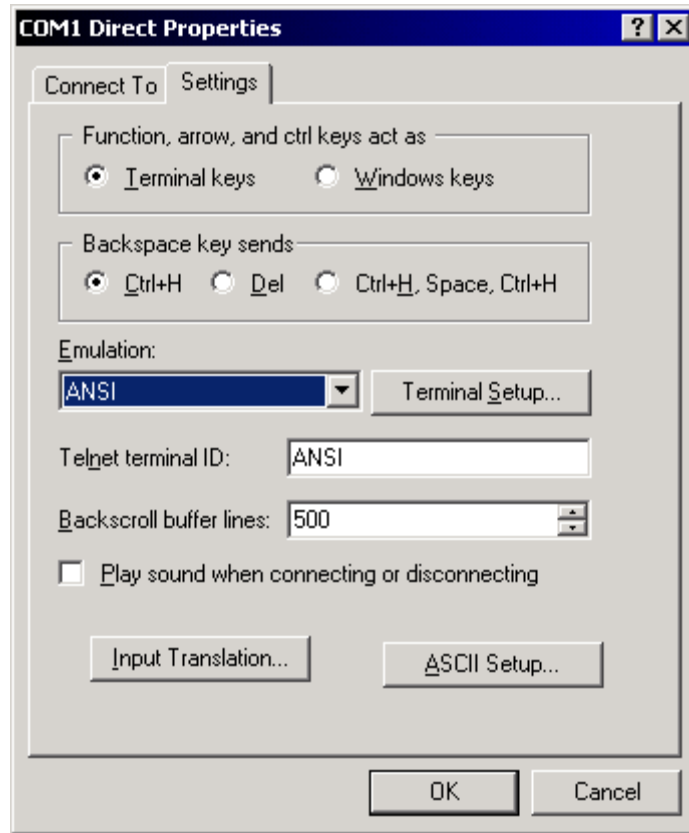 COM1 Direct Properties
Connect To Settings
Function, arrow, and ctrl keys act as
Terminal keys Windows keys
Backspace key sends
Ctrl+H Del Ctrl+H, Space, Ctrl+H
Emulation:
ANSI Terminal Setup...
Telnet terminal ID: ANSI
Backscroll buffer lines: 500
Play sound when connecting or disconnecting
Input Translation... ASCII Setup...
OK Cancel